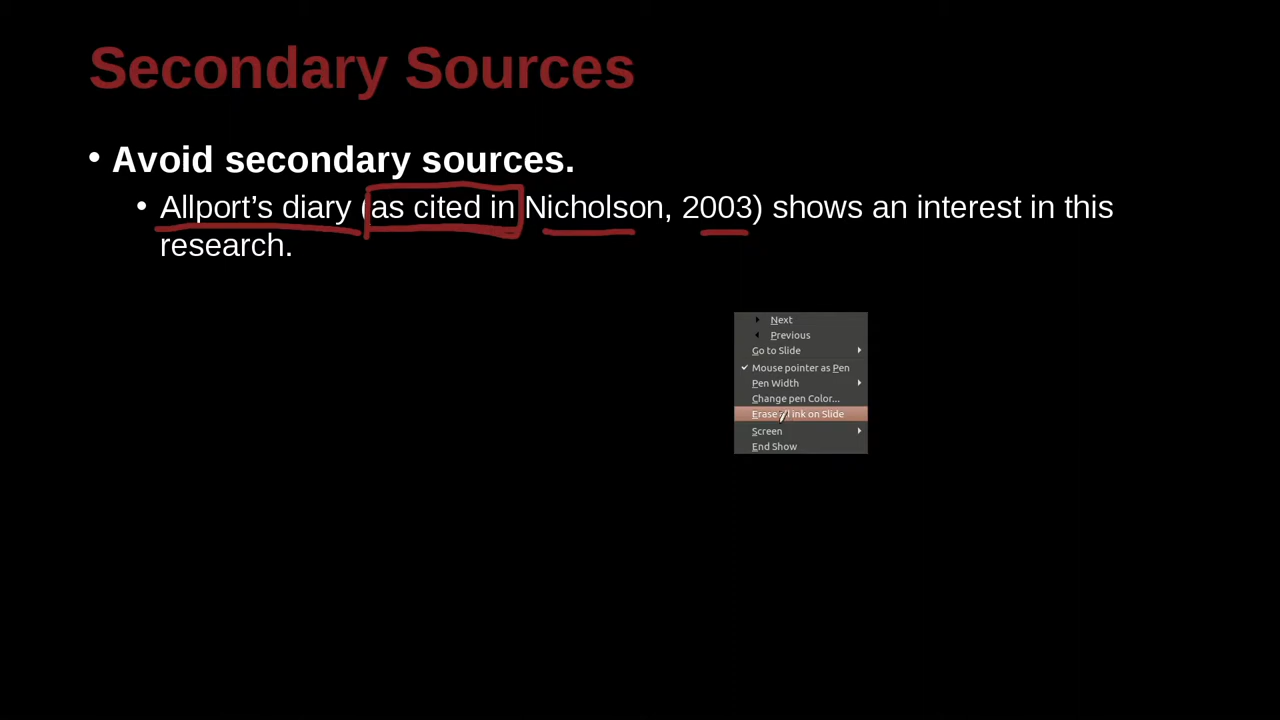 Secondary Sources
• Avoid secondary sources.
• Allport’s diary (as cited in Nicholson, 2003) shows an interest in this
research.
Next
Previous
Go to Slide
Mouse pointer as Pen
Pen Width
Change pen Color...
Erase all ink on Slide
Screen
End Show